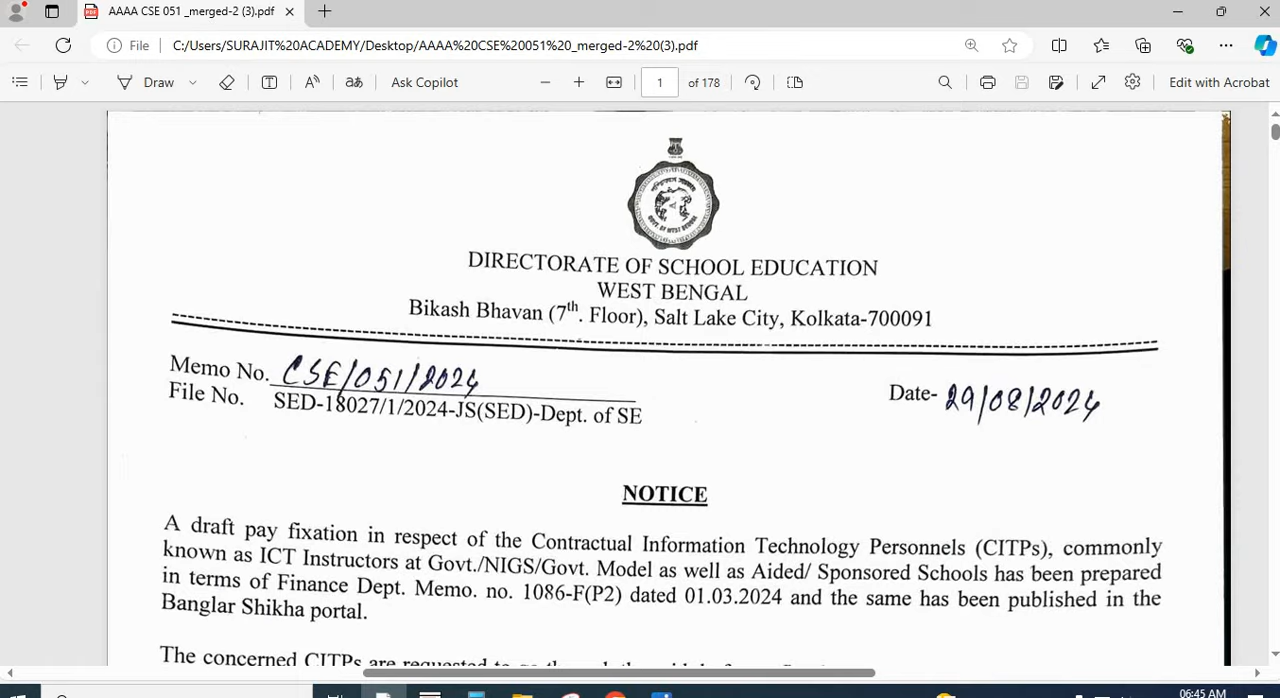 AAAA CSE 051 _merged-2 (3).pdf
File C:/Users/SURAJIT%20ACADEMY/Desktop/AAAA%20CSE%20051%20_merged-2%20(3).pdf
Draw Ask Copilot 1 of 178 Edit with Acrobat
DIRECTORATE OF SCHOOL EDUCATION
WEST BENGAL
Bikash Bhavan (7th. Floor), Salt Lake City, Kolkata-700091
Memo No. CSE/051/2024
File No. SED-18027/1/2024-JS(SED)-Dept. of SE
Date- 29/08/2024
NOTICE
A draft pay fixation in respect of the Contractual Information Technology Personnels (CITPs), commonly
known as ICT Instructors at Govt./NIGS/Govt. Model as well as Aided/ Sponsored Schools has been prepared
in terms of Finance Dept. Memo. no. 1086-F(P2) dated 01.03.2024 and the same has been published in the
Banglar Shikha portal.
The concerned CITPs are requested to
06:45 AM